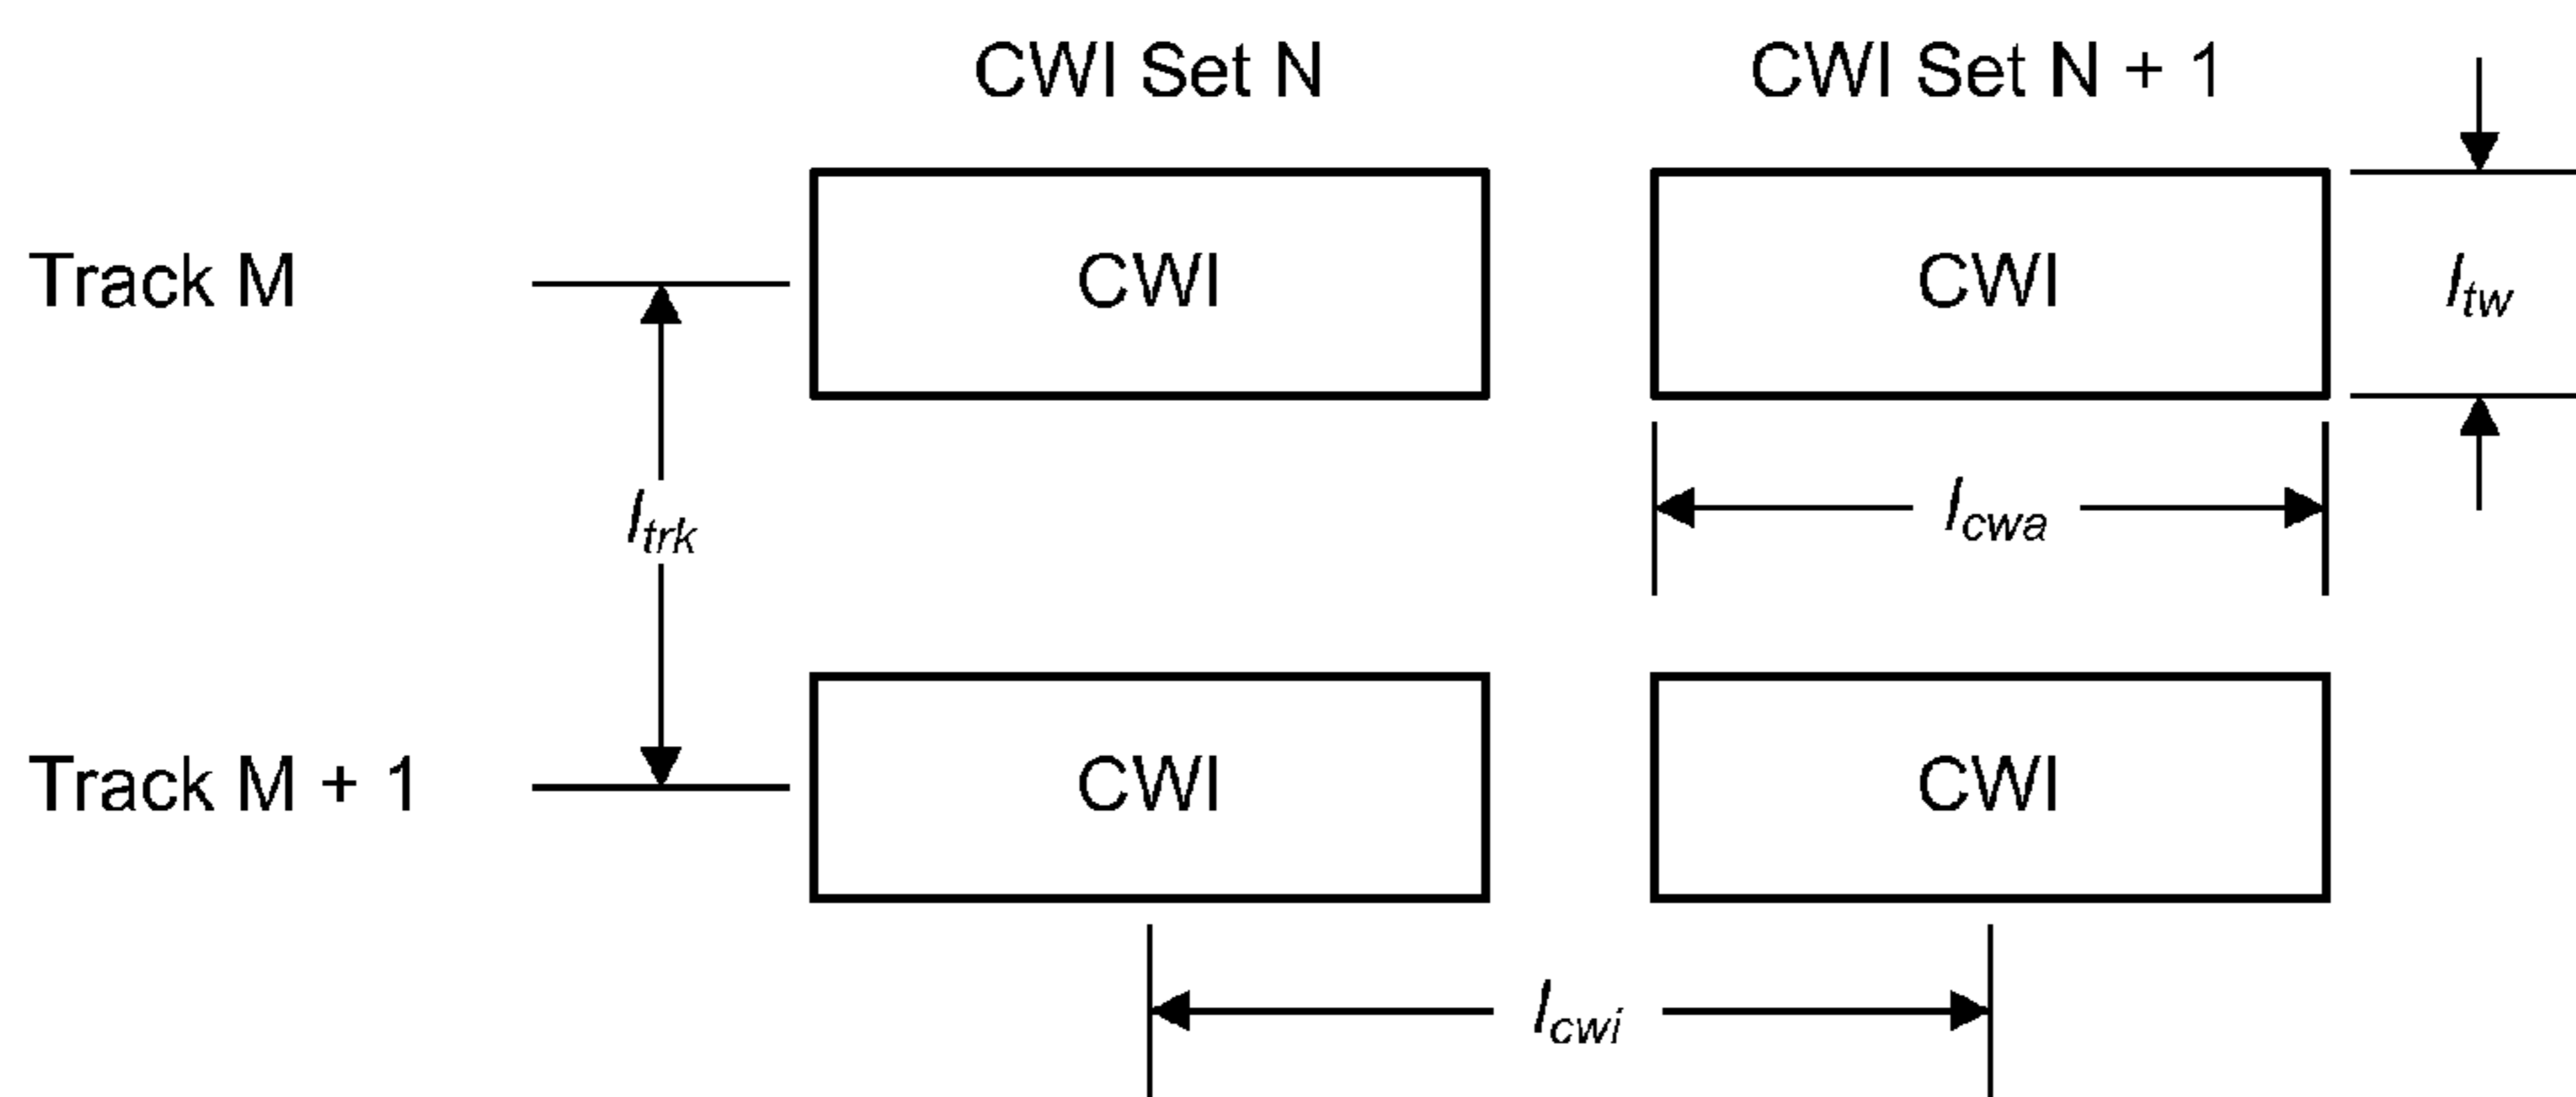 CWI Set N CWI Set N + 1
Track M CWI CWI l_tw
l_trk l_cwa
Track M + 1 CWI CWI
l_cwi